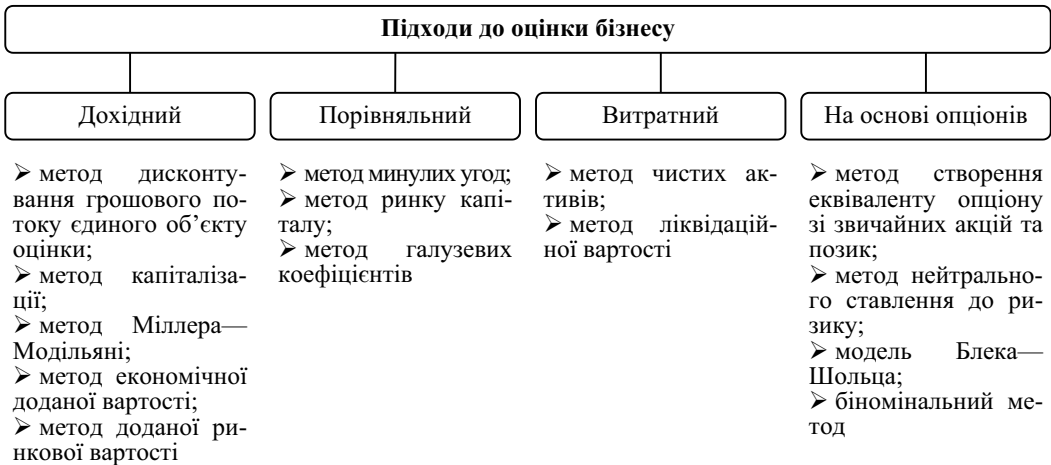 Підходи до оцінки бізнесу
Дохідний
Порівняльний
Витратний
На основі опціонів
➢ метод дисконту-
вання грошового по-
току єдиного об’єкту
оцінки;
➢ метод капіталіза-
ції;
➢ метод Міллера—
Модільяні;
➢ метод економічної
доданої вартості;
➢ метод доданої ри-
нкової вартості
➢ метод минулих угод;
➢ метод ринку капі-
талу;
➢ метод галузевих
коефіцієнтів
➢ метод чистих ак-
тивів;
➢ метод ліквідацій-
ної вартості
➢ метод створення
еквіваленту опціону
зі звичайних акцій та
позик;
➢ метод нейтрально-
го ставлення до ри-
зику;
➢ модель Блека—
Шольца;
➢ біномінальний ме-
тод